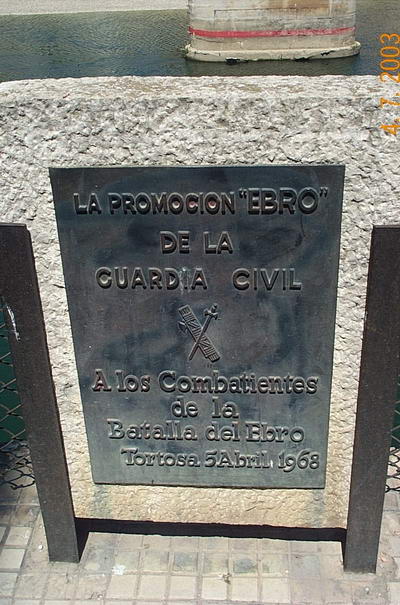 LA PROMOCION "EBRO"
DE LA
GUARDIA CIVIL
A los Combatientes
de la
Batalla del Ebro
Tortosa 5 Abril 1968
4.7.2003